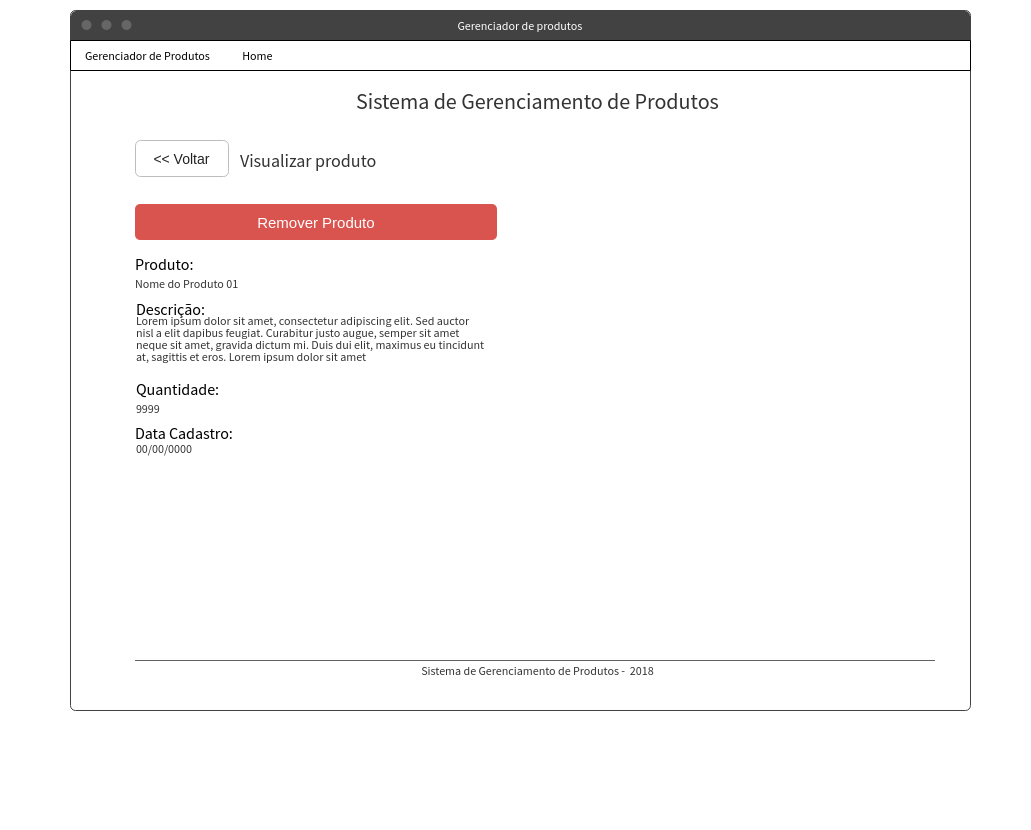 Gerenciador de produtos
Gerenciador de Produtos Home
Sistema de Gerenciamento de Produtos
<< Voltar Visualizar produto
Remover Produto
Produto:
Nome do Produto 01
Descrição:
Lorem ipsum dolor sit amet, consectetur adipiscing elit. Sed auctor
nisl a elit dapibus feugiat. Curabitur justo augue, semper sit amet
neque sit amet, gravida dictum mi. Duis dui elit, maximus eu tincidunt
at, sagittis et eros. Lorem ipsum dolor sit amet
Quantidade:
9999
Data Cadastro:
00/00/0000
Sistema de Gerenciamento de Produtos - 2018